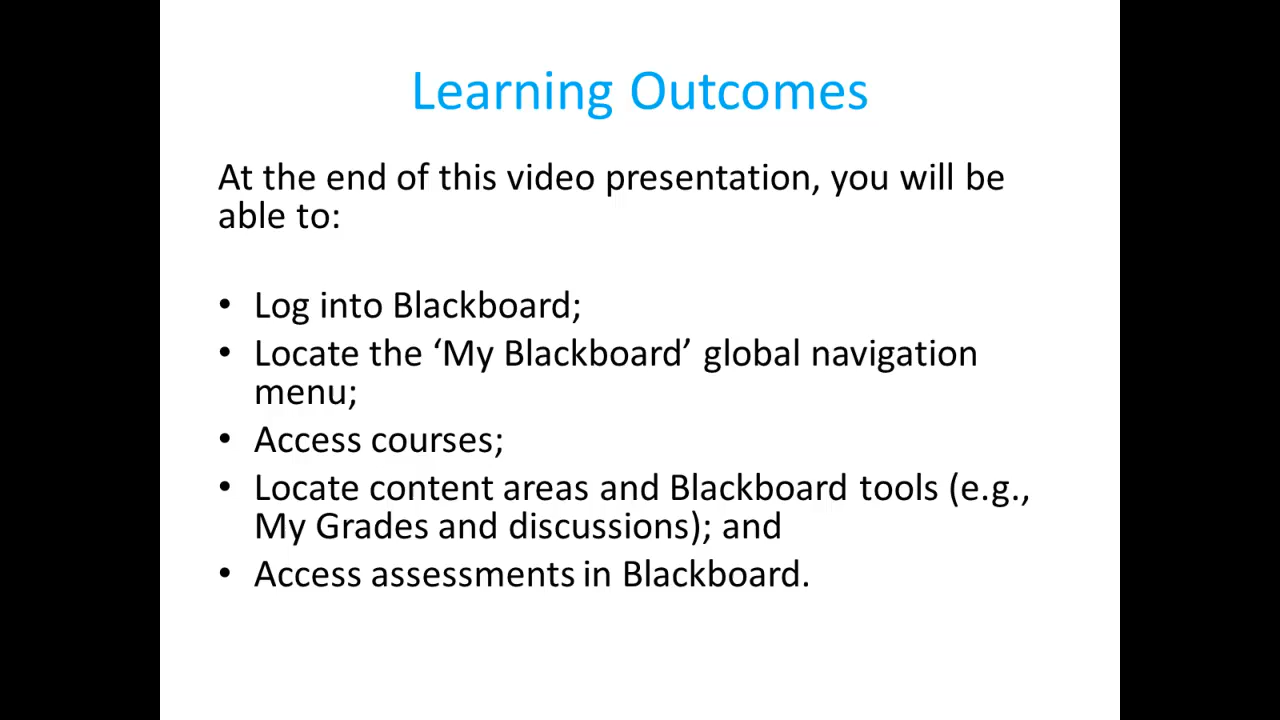 Learning Outcomes
At the end of this video presentation, you will be
able to:
• Log into Blackboard;
• Locate the ‘My Blackboard’ global navigation
menu;
• Access courses;
• Locate content areas and Blackboard tools (e.g.,
My Grades and discussions); and
• Access assessments in Blackboard.